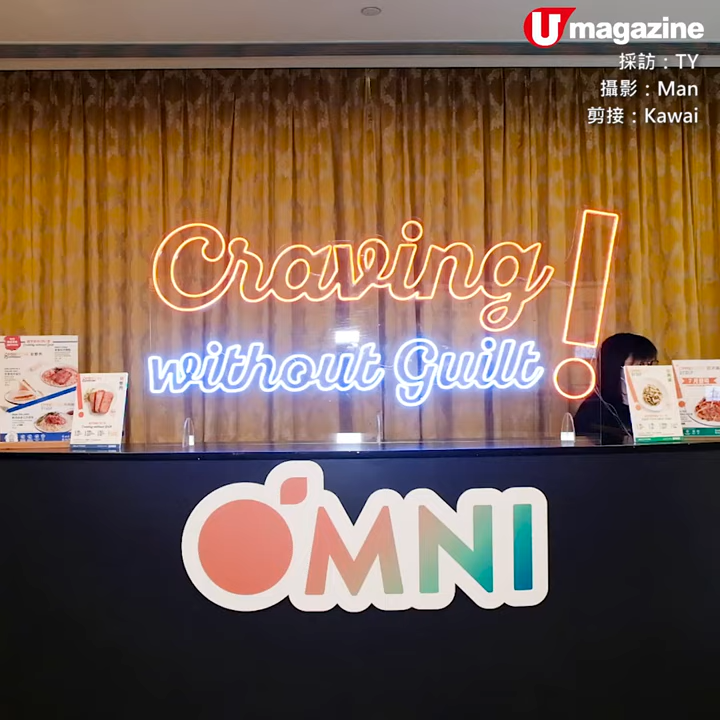 U magazine
採訪：TY
攝影：Man
剪接：Kawai
Craving!
without Guilt
OMNI